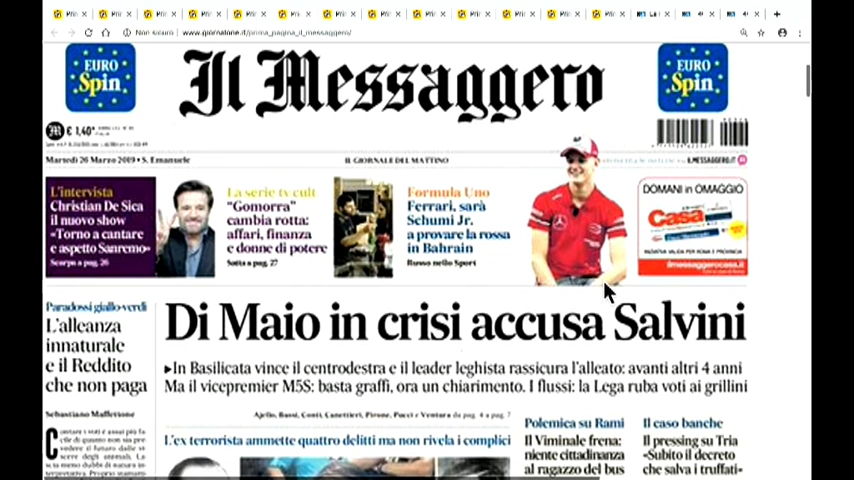 Non sicuro
www.giornalone.it/prima_pagina_il_messaggero/
EURO
Spin
Il Messaggero
EURO
Spin
€ 1,40*
Martedì 26 Marzo 2019 • S. Emanuele
IL GIORNALE DEL MATTINO
ILMESSAGGERO.IT
L'intervista
Christian De Sica
il nuovo show
«Torno a cantare
e aspetto Sanremo»
Scarpa a pag. 26
La serie tv cult
"Gomorra"
cambia rotta:
affari, finanza
e donne di potere
Satta a pag. 27
Formula Uno
Ferrari, sarà
Schumi Jr.
a provare la rossa
in Bahrain
Russo nello Sport
DOMANI in OMAGGIO
Casa
INIZIATIVA VALIDA PER ROMA E PROVINCIA
ilmessaggerocasa.it
Paradossi giallo-verdi
L'alleanza
innaturale
e il Reddito
che non paga
Sebastiano Maffettone
Di Maio in crisi accusa Salvini
►In Basilicata vince il centrodestra e il leader leghista rassicura l'alleato: avanti altri 4 anni
Ma il vicepremier M5S: basta graffi, ora un chiarimento. I flussi: la Lega ruba voti ai grillini
Ajello, Bassi, Conti, Canettieri, Pirone, Pucci e Ventura da pag. 4 a pag. 7
L'ex terrorista ammette quattro delitti ma non rivela i complici
Polemica su Rami
Il Viminale frena:
niente cittadinanza
al ragazzo del bus
Il caso banche
Il pressing su Tria
«Subito il decreto
che salva i truffati»